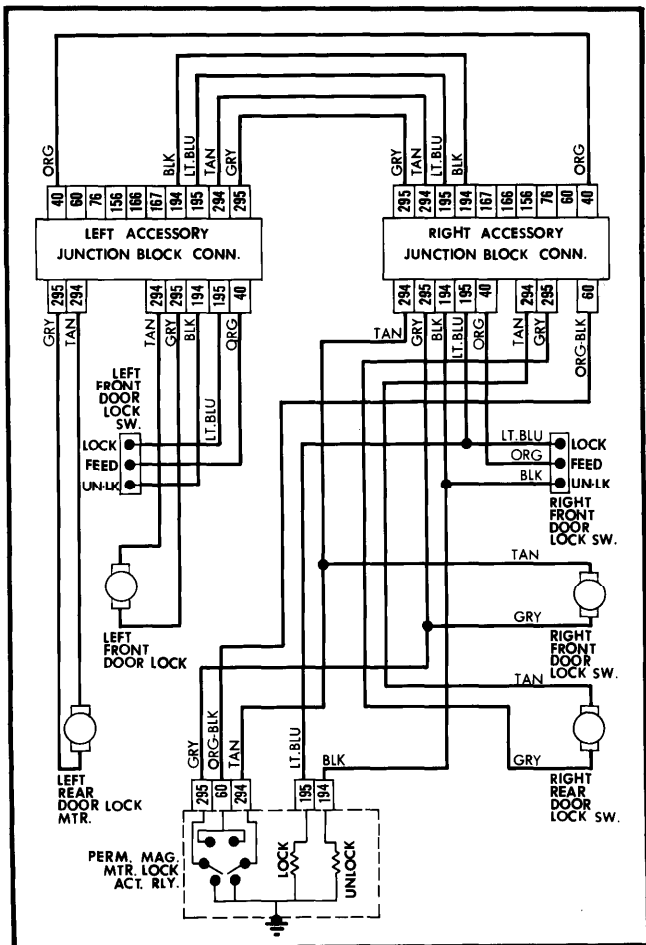 ORG
BLK
LT.BLU
TAN
GRY
GRY
TAN
LT.BLU
BLK
ORG
40 60 76 156 166 167 194 195 294 295
295 294 195 194 40 167 166 156 76 60 40
LEFT ACCESSORY
JUNCTION BLOCK CONN.
RIGHT ACCESSORY
JUNCTION BLOCK CONN.
295 294
294 295 194 195 40
294 295 194 195 40
294 295
60
GRY
TAN
TAN
GRY
BLK
LT.BLU
ORG
TAN
GRY
BLK
LT.BLU
ORG
TAN
GRY
ORG-BLK
LEFT
FRONT
DOOR
LOCK
SW.
LOCK
FEED
UN-LK
LT.BLU
ORG
BLK
LOCK
FEED
UN-LK
RIGHT
FRONT
DOOR
LOCK SW.
TAN
GRY
RIGHT
FRONT
DOOR
LOCK SW.
LEFT
FRONT
DOOR LOCK
TAN
GRY
RIGHT
REAR
DOOR
LOCK SW.
LEFT
REAR
DOOR LOCK
MTR.
GRY
ORG-BLK
TAN
LT.BLU
BLK
295 60 294
195 194
PERM. MAG.
MTR. LOCK
ACT. RLY.
LOCK
UNLOCK